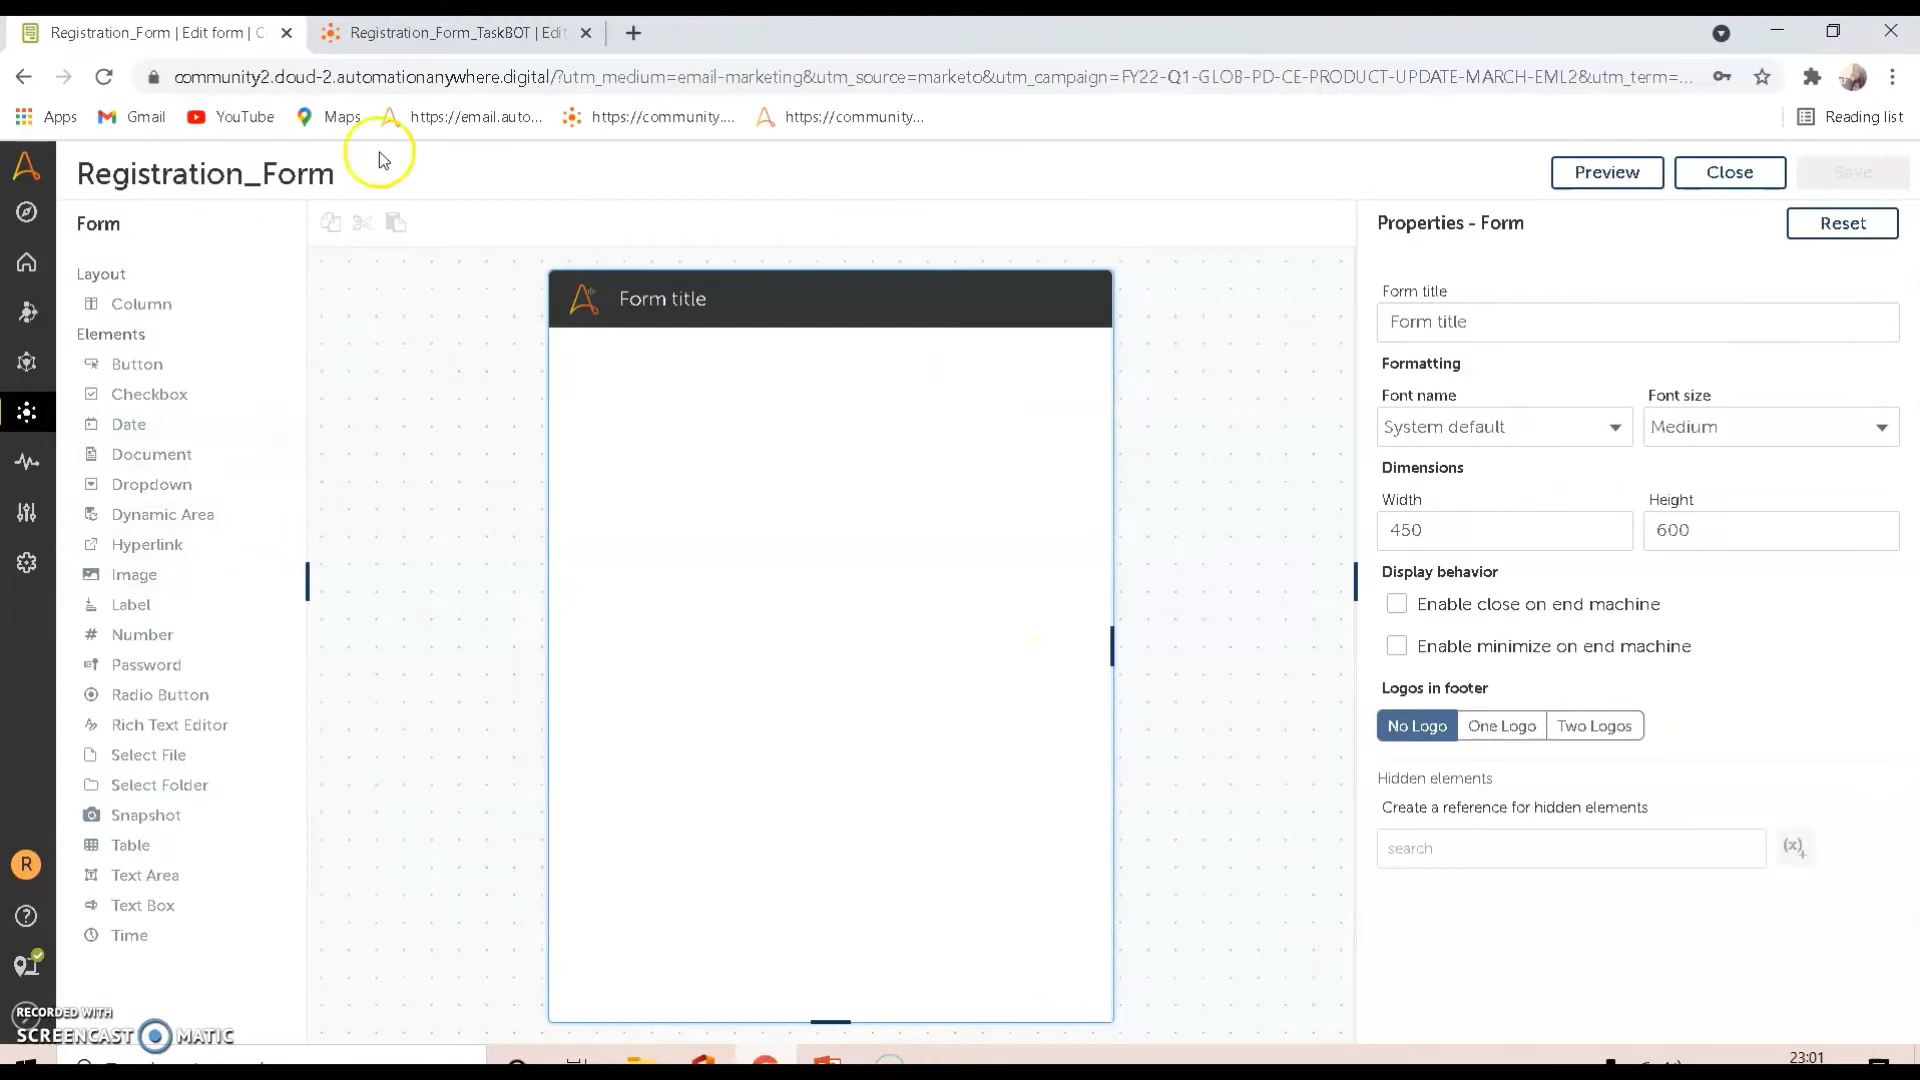 Registration_Form | Edit form | C
Registration_Form_TaskBOT | Edit
community2.cloud-2.automationanywhere.digital/?utm_medium=email-marketing&utm_source=marketo&utm_campaign=FY22-Q1-GLOB-PD-CE-PRODUCT-UPDATE-MARCH-EML2&utm_term=...
Apps
Gmail
YouTube
Maps
https://email.auto...
https://community....
https://community...
Reading list
Registration_Form
Preview
Close
Save
Form
Properties - Form
Reset
Layout
Column
Elements
Button
Checkbox
Date
Document
Dropdown
Dynamic Area
Hyperlink
Image
Label
Number
Password
Radio Button
Rich Text Editor
Select File
Select Folder
Snapshot
Table
Text Area
Text Box
Time
Form title
Form title
Form title
Formatting
Font name
Font size
System default
Medium
Dimensions
Width
Height
450
600
Display behavior
Enable close on end machine
Enable minimize on end machine
Logos in footer
No Logo
One Logo
Two Logos
Hidden elements
Create a reference for hidden elements
search
(x)+
R
RECORDED WITH
SCREENCAST MATIC
23:01